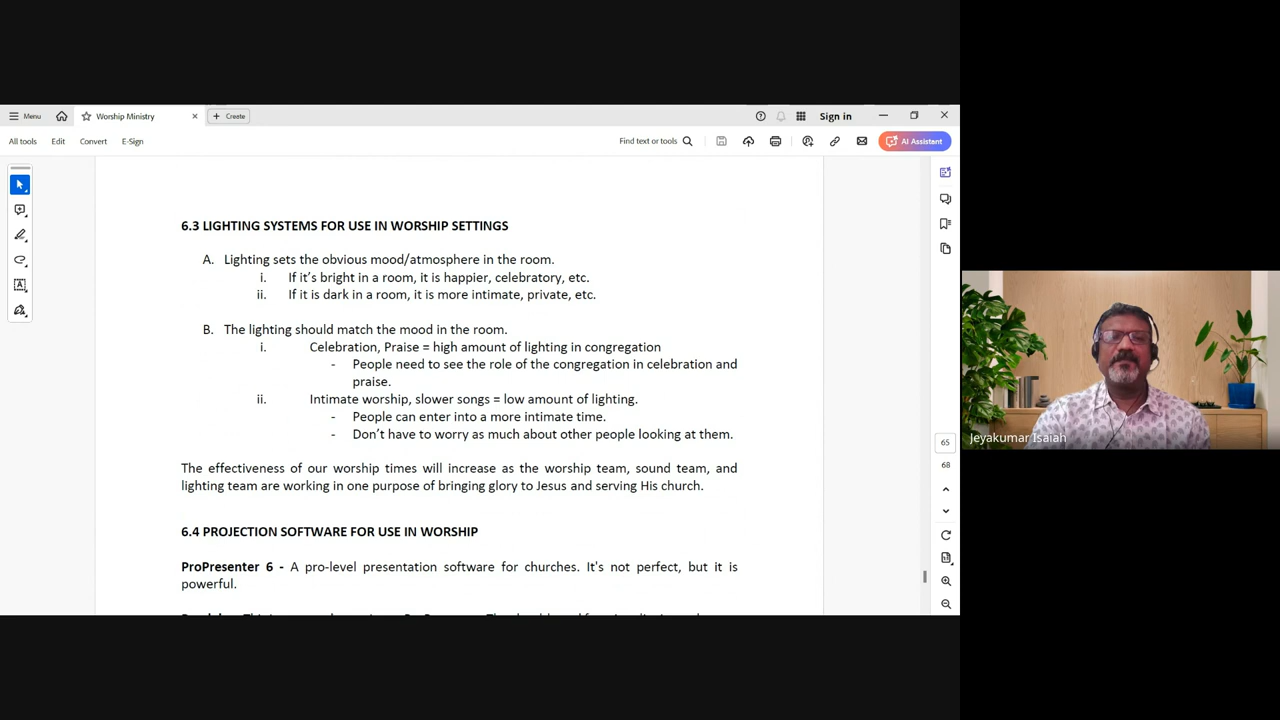 Menu
Worship Ministry
Create
Sign in
All tools Edit Convert E-Sign
Find text or tools
AI Assistant
6.3 LIGHTING SYSTEMS FOR USE IN WORSHIP SETTINGS
A. Lighting sets the obvious mood/atmosphere in the room.
i. If it's bright in a room, it is happier, celebratory, etc.
ii. If it is dark in a room, it is more intimate, private, etc.
B. The lighting should match the mood in the room.
i. Celebration, Praise = high amount of lighting in congregation
- People need to see the role of the congregation in celebration and
praise.
ii. Intimate worship, slower songs = low amount of lighting.
- People can enter into a more intimate time.
- Don't have to worry as much about other people looking at them.
The effectiveness of our worship times will increase as the worship team, sound team, and
lighting team are working in one purpose of bringing glory to Jesus and serving His church.
6.4 PROJECTION SOFTWARE FOR USE IN WORSHIP
ProPresenter 6 - A pro-level presentation software for churches. It's not perfect, but it is
powerful.
65
68
Jeyakumar Isaiah